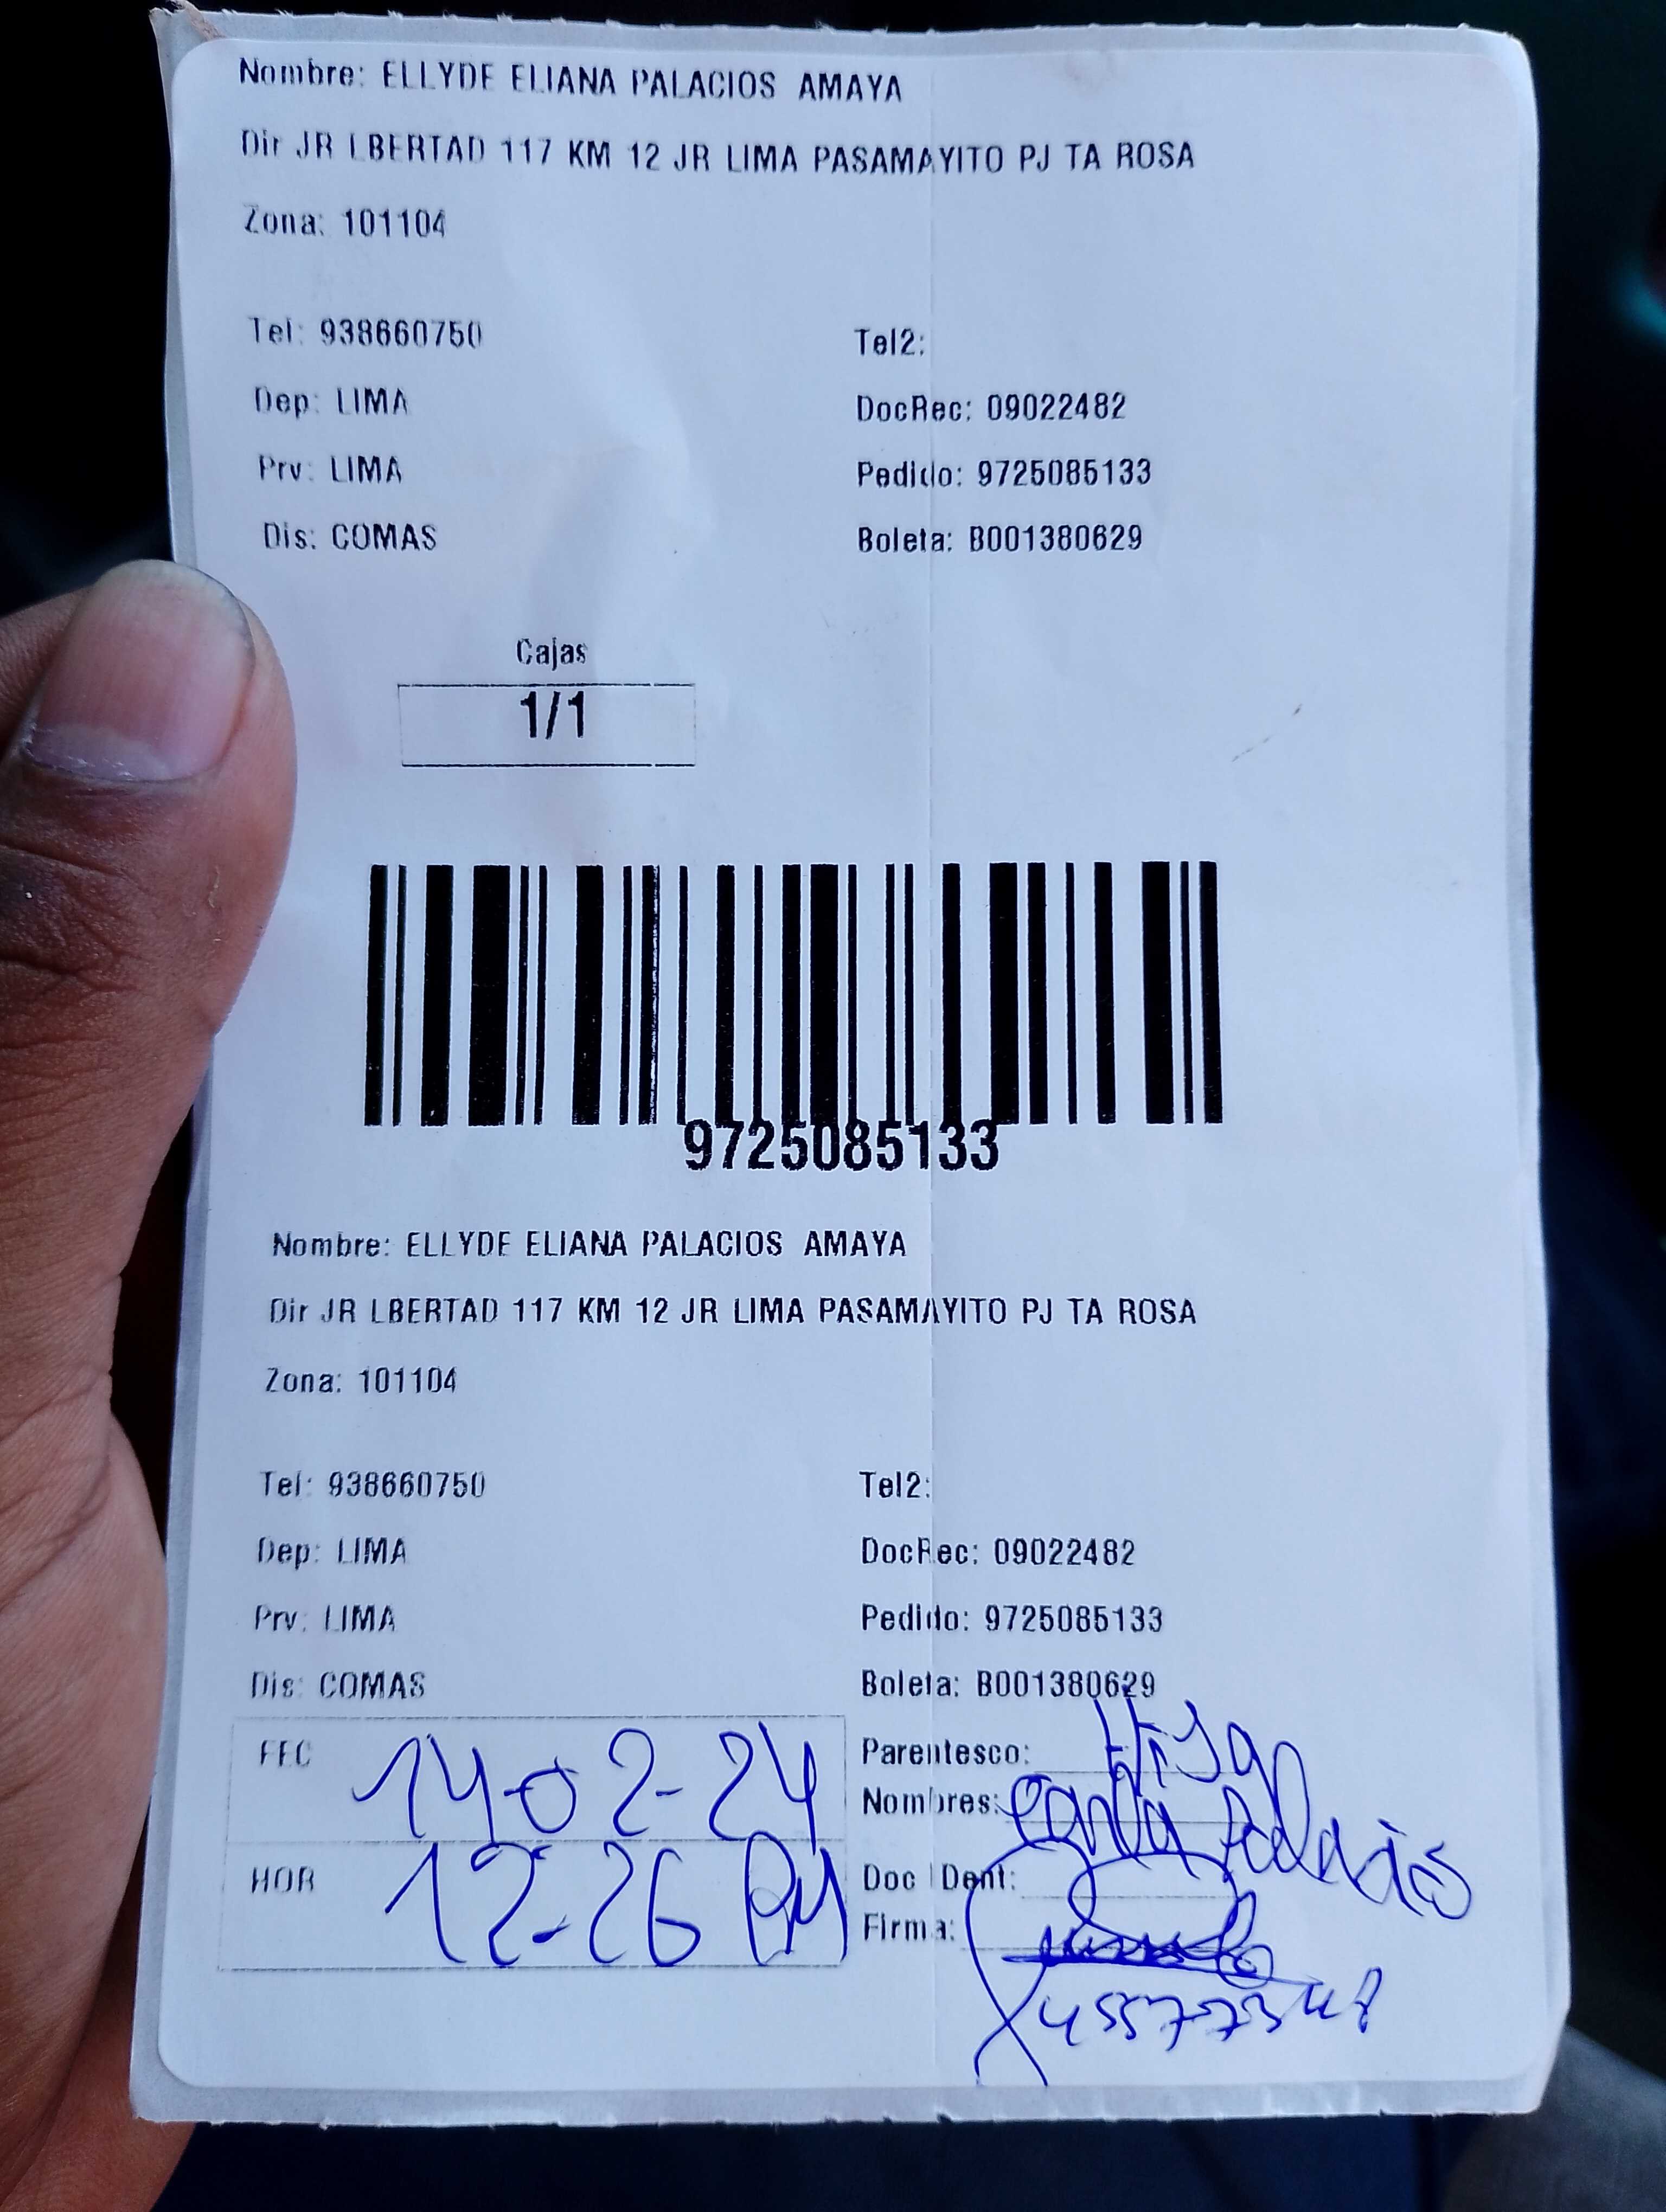 Nombre: ELLYDE ELIANA PALACIOS AMAYA
Dir JR LBERTAD 117 KM 12 JR LIMA PASAMAYITO PJ TA ROSA
Zona: 101104
Tel: 938660750 Tel2:
Dep: LIMA DocRec: 09022482
Prv: LIMA Pedido: 9725085133
Dis: COMAS Boleta: B001380629
Cajas
1/1
9725085133
Nombre: ELLYDE ELIANA PALACIOS AMAYA
Dir JR LBERTAD 117 KM 12 JR LIMA PASAMAYITO PJ TA ROSA
Zona: 101104
Tel: 938660750 Tel2:
Dep: LIMA DocRec: 09022482
Prv: LIMA Pedido: 9725085133
Dis: COMAS Boleta: B001380629
FEC 14-02-24 Parentesco: Hija
Nombres: Carla Palacios
HOR 12-26 PM Doc Dent:
Firma: